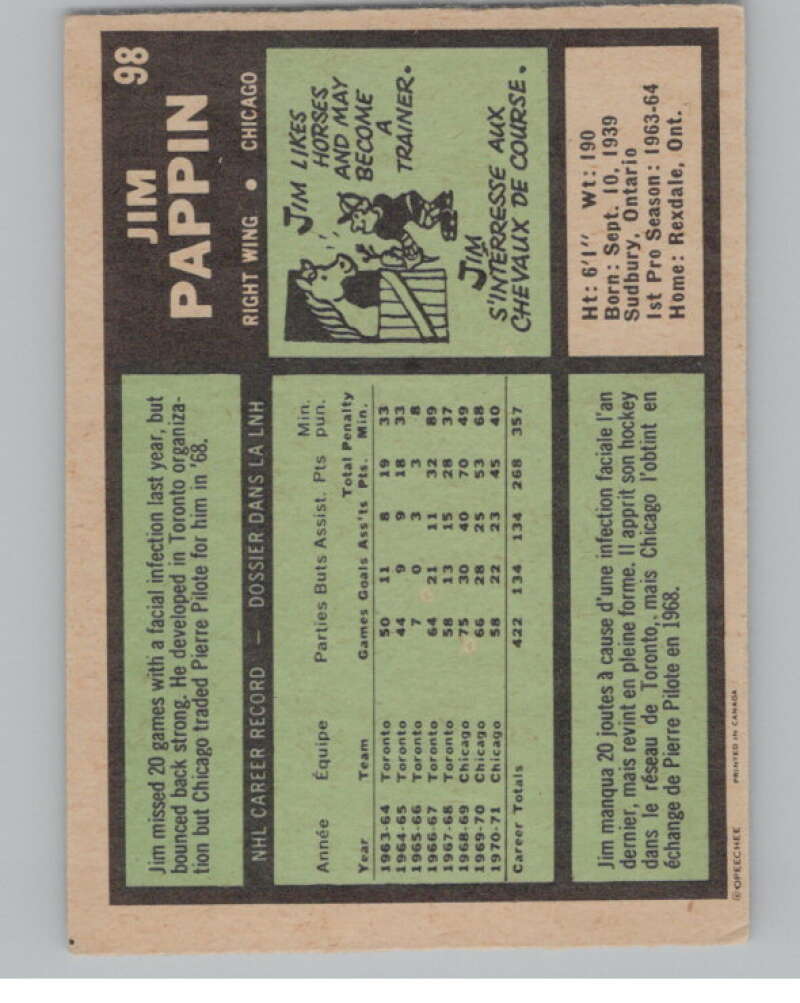 98
JIM
PAPPIN
RIGHT WING • CHICAGO
Jim missed 20 games with a facial infection last year, but
bounced back strong. He developed in Toronto organiza-
tion but Chicago traded Pierre Pilote for him in '68.
JIM LIKES
HORSES
AND MAY
BECOME
A
TRAINER.
JIM
S'INTERRESSE AUX
CHEVAUX DE COURSE.
NHL CAREER RECORD — DOSSIER DANS LA LNH
Année Équipe Parties Buts Assist. Pts Min. pun.
Year Team Games Goals Ass'ts Total Pts. Penalty Min.
1963-64 Toronto 50 11 8 19 33
1964-65 Toronto 44 9 9 18 33
1965-66 Toronto 7 0 3 3 8
1966-67 Toronto 64 21 11 32 89
1967-68 Toronto 58 13 15 28 37
1968-69 Chicago 75 30 40 70 49
1969-70 Chicago 66 28 25 53 68
1970-71 Chicago 58 22 23 45 40
Career Totals 422 134 134 268 357
Ht: 6'1" Wt: 190
Born: Sept. 10, 1939
Sudbury, Ontario
1st Pro Season: 1963-64
Home: Rexdale, Ont.
Jim manqua 20 joutes à cause d'une infection faciale l'an
dernier, mais revint en pleine forme. Il apprit son hockey
dans le réseau de Toronto, mais Chicago l'obtint en
échange de Pierre Pilote en 1968.
©OPEECHEE PRINTED IN CANADA